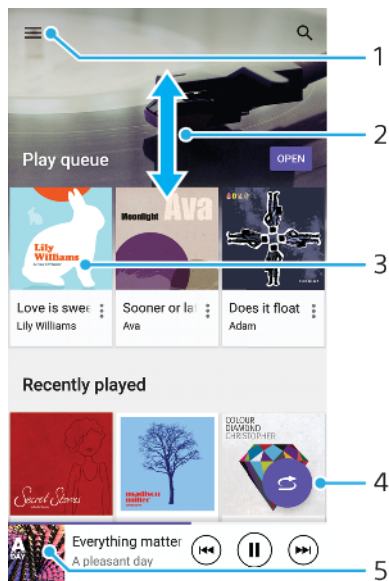 1
2
Play queue
OPEN
Moonlight
Ava
Lily
Williams
3
Love is swee
Sooner or la
Does it float
Lily Williams
Ava
Adam
Recently played
COLOUR
DIAMOND
CHRISTOPHER
Secret Stories
madison
4
A
DAY
Everything matter
A pleasant day
5